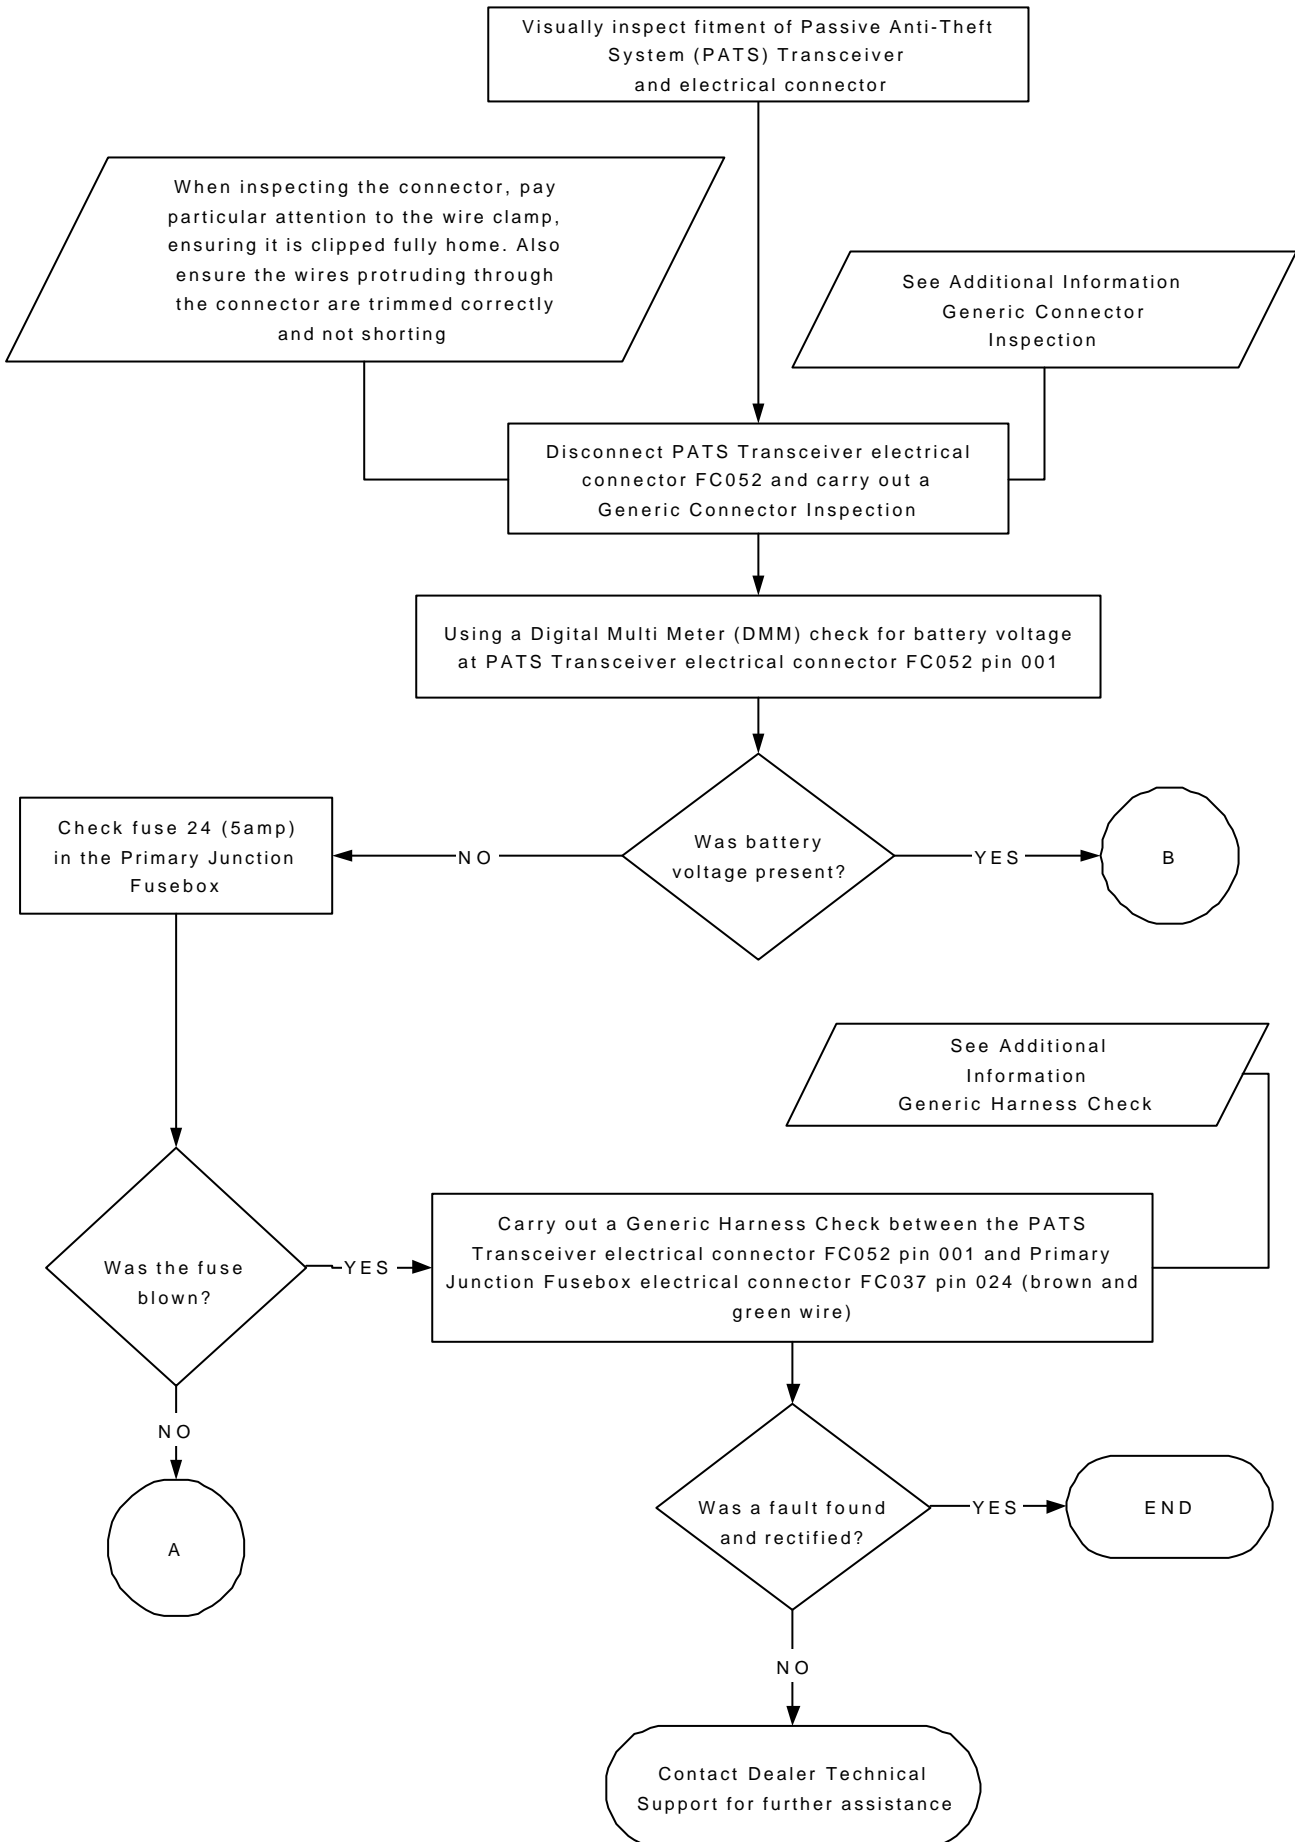 Visually inspect fitment of Passive Anti-Theft
System (PATS) Transceiver
and electrical connector
When inspecting the connector, pay
particular attention to the wire clamp,
ensuring it is clipped fully home. Also
ensure the wires protruding through
the connector are trimmed correctly
and not shorting
See Additional Information
Generic Connector
Inspection
Disconnect PATS Transceiver electrical
connector FC052 and carry out a
Generic Connector Inspection
Using a Digital Multi Meter (DMM) check for battery voltage
at PATS Transceiver electrical connector FC052 pin 001
Check fuse 24 (5amp)
in the Primary Junction
Fusebox
NO
Was battery
voltage present?
YES
B
See Additional
Information
Generic Harness Check
Was the fuse
blown?
YES
Carry out a Generic Harness Check between the PATS
Transceiver electrical connector FC052 pin 001 and Primary
Junction Fusebox electrical connector FC037 pin 024 (brown and
green wire)
NO
A
Was a fault found
and rectified?
YES
END
NO
Contact Dealer Technical
Support for further assistance